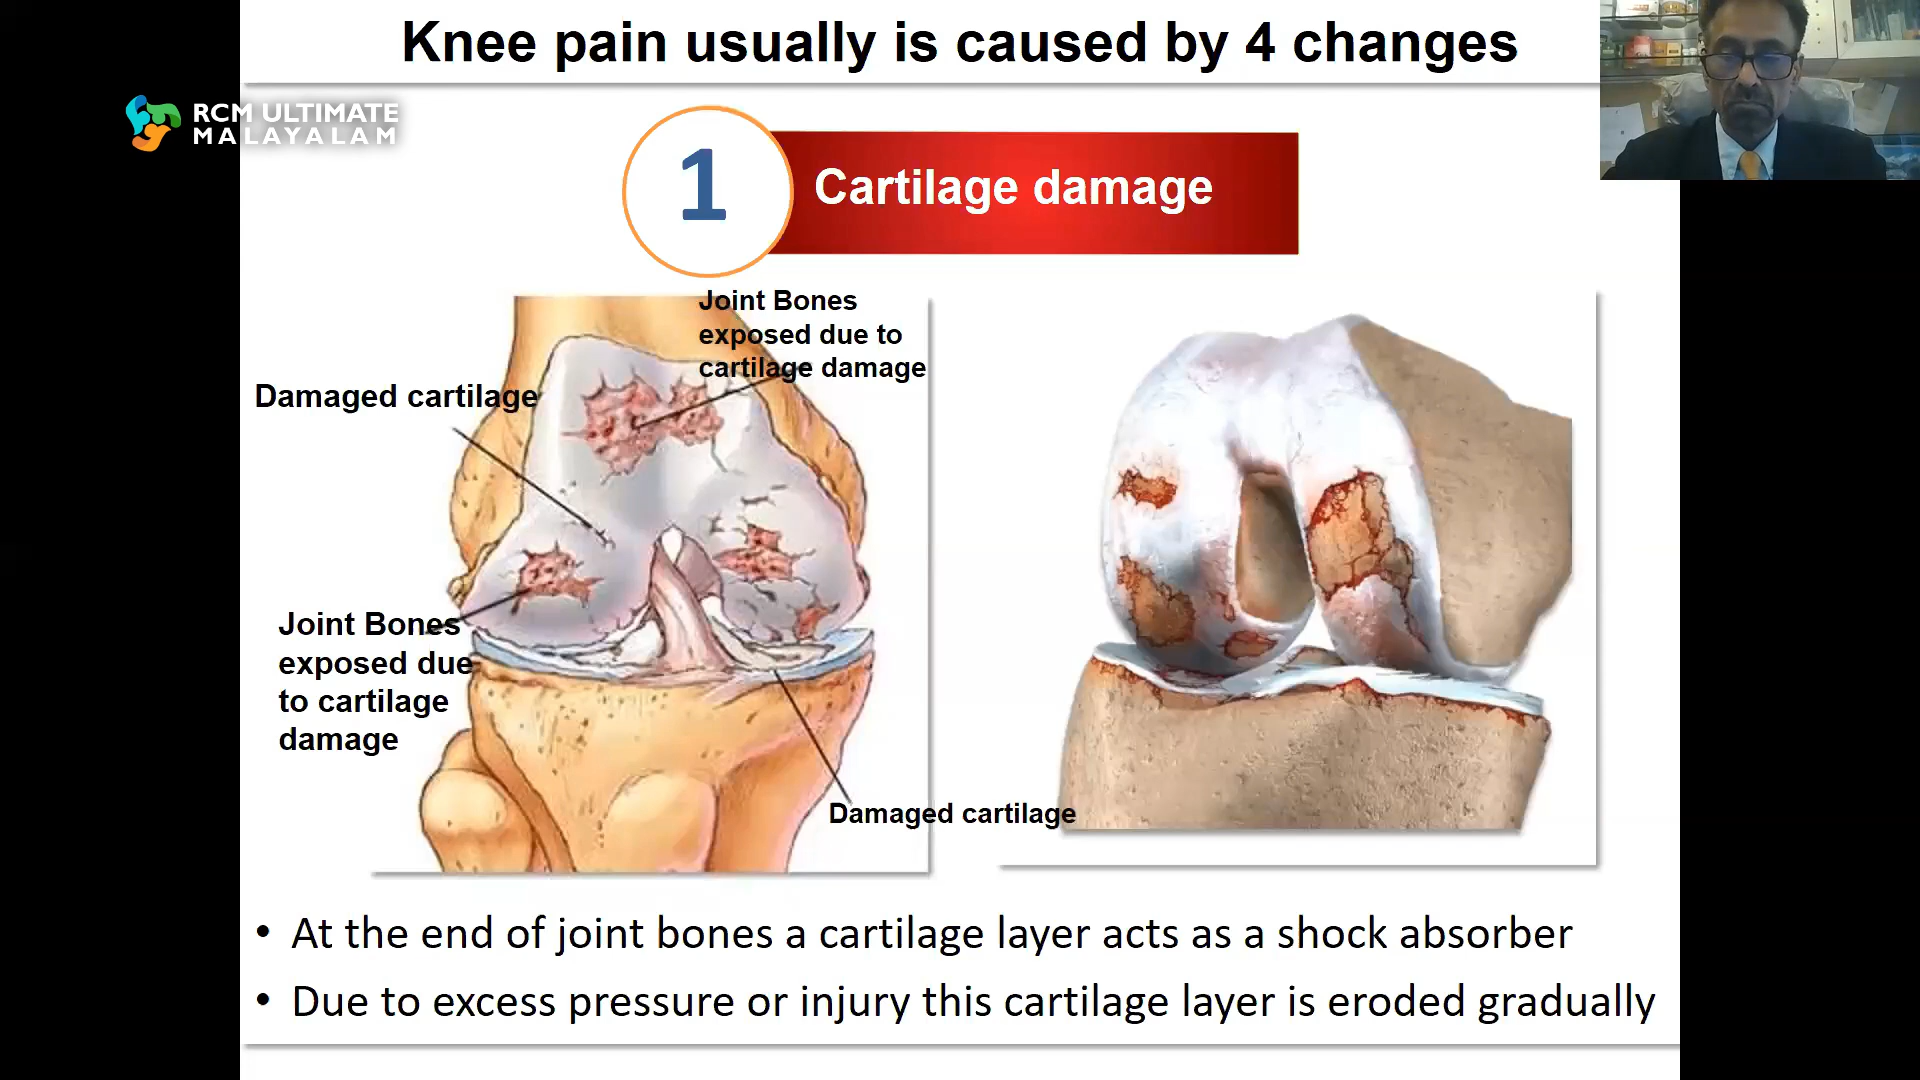 Knee pain usually is caused by 4 changes
RCM ULTIMATE
MALAYALAM
1
Cartilage damage
Joint Bones
exposed due to
cartilage damage
Damaged cartilage
Joint Bones
exposed due
to cartilage
damage
Damaged cartilage
• At the end of joint bones a cartilage layer acts as a shock absorber
• Due to excess pressure or injury this cartilage layer is eroded gradually